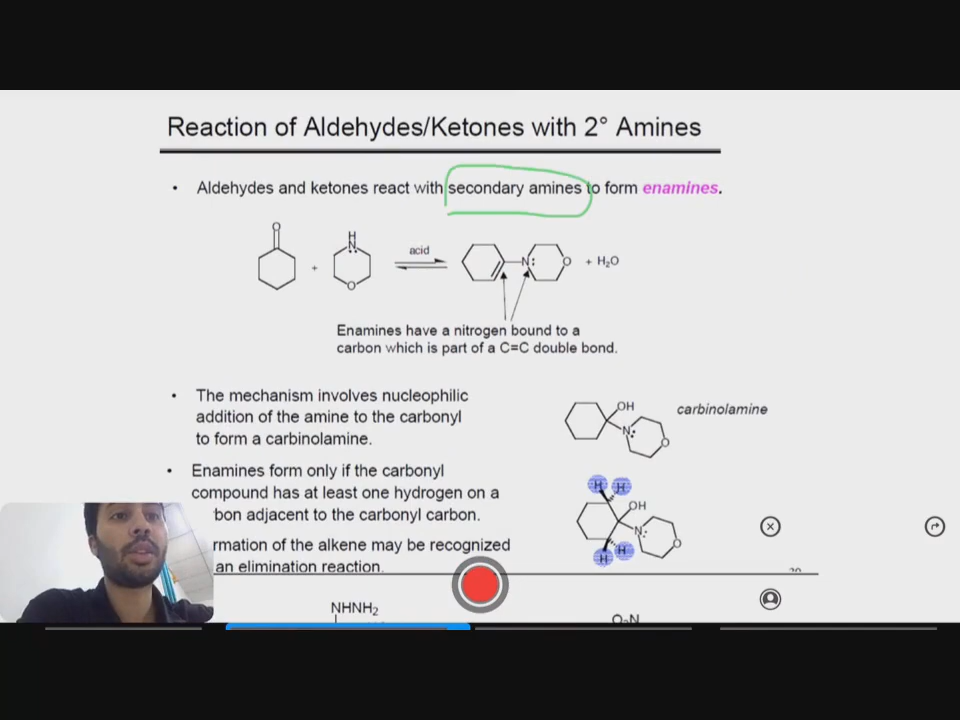 Reaction of Aldehydes/Ketones with 2° Amines
• Aldehydes and ketones react with secondary amines to form enamines.
O
H
N:
O
+
acid
N:
O
+ H₂O
Enamines have a nitrogen bound to a
carbon which is part of a C=C double bond.
• The mechanism involves nucleophilic
addition of the amine to the carbonyl
to form a carbinolamine.
OH
N:
O
carbinolamine
• Enamines form only if the carbonyl
compound has at least one hydrogen on a
bon adjacent to the carbonyl carbon.
rmation of the alkene may be recognized
an elimination reaction.
H H
OH
N:
O
H H
NHNH₂